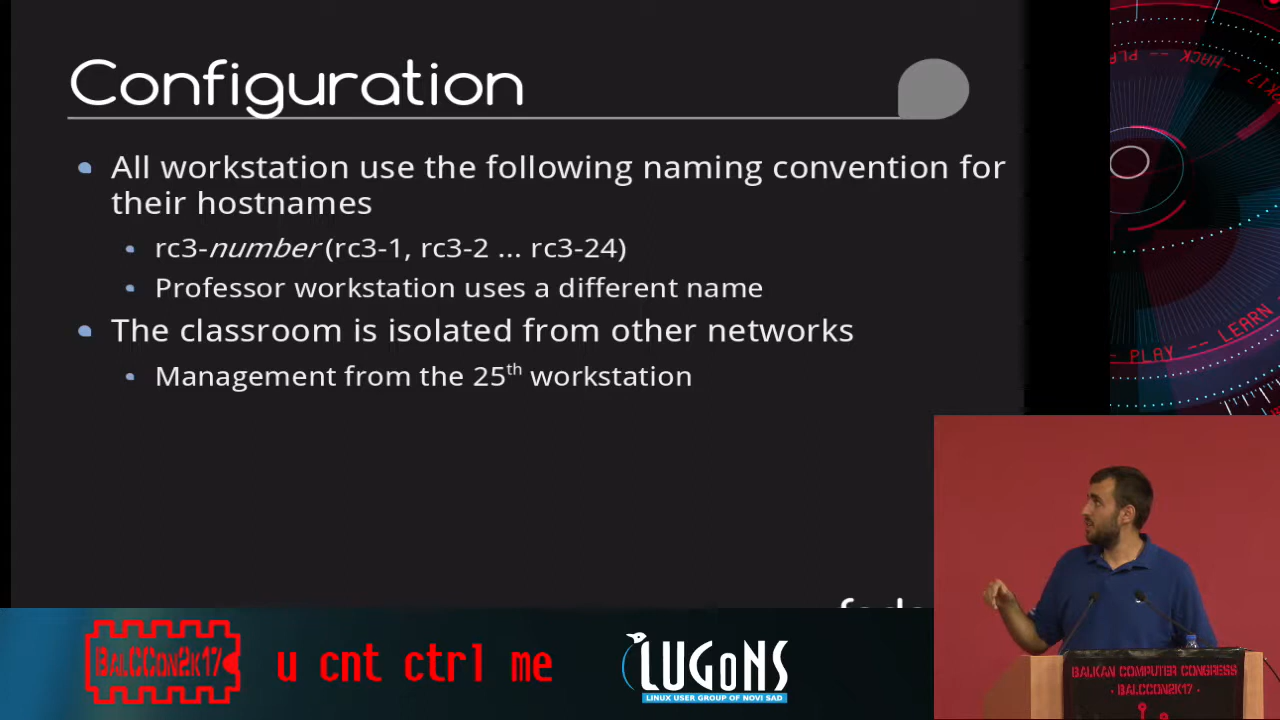 Configuration
All workstation use the following naming convention for
their hostnames
rc3-number (rc3-1, rc3-2 ... rc3-24)
Professor workstation uses a different name
The classroom is isolated from other networks
Management from the 25th workstation
HACK --
2K17
-- PLAY -- LEARN
BALCCON2K17
u cnt ctrl me
LUGONS
LINUX USER GROUP OF NOVI SAD
BALKAN COMPUTER CONGRESS
· BALCCON2K17 ·